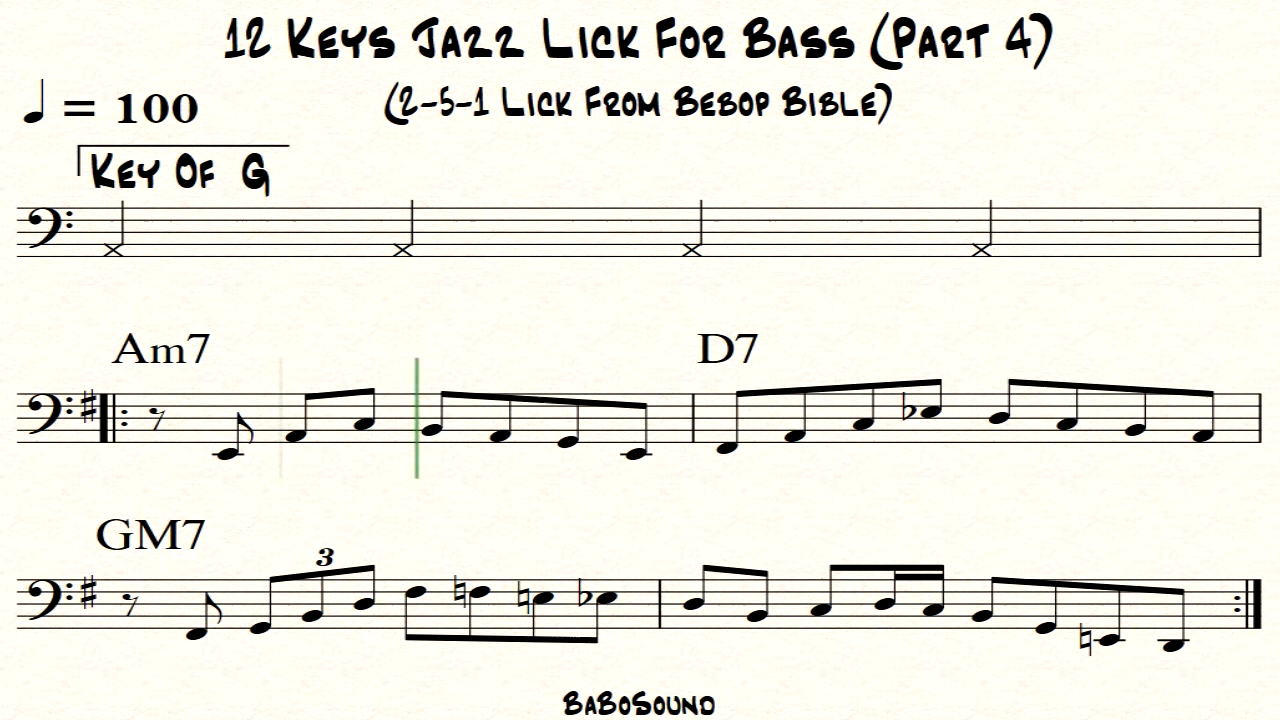 12 Keys Jazz Lick For Bass (Part 4)
(2-5-1 Lick From Bebop Bible)
♩ = 100
Key Of G
Am7 D7
GM7
3
BaBoSound